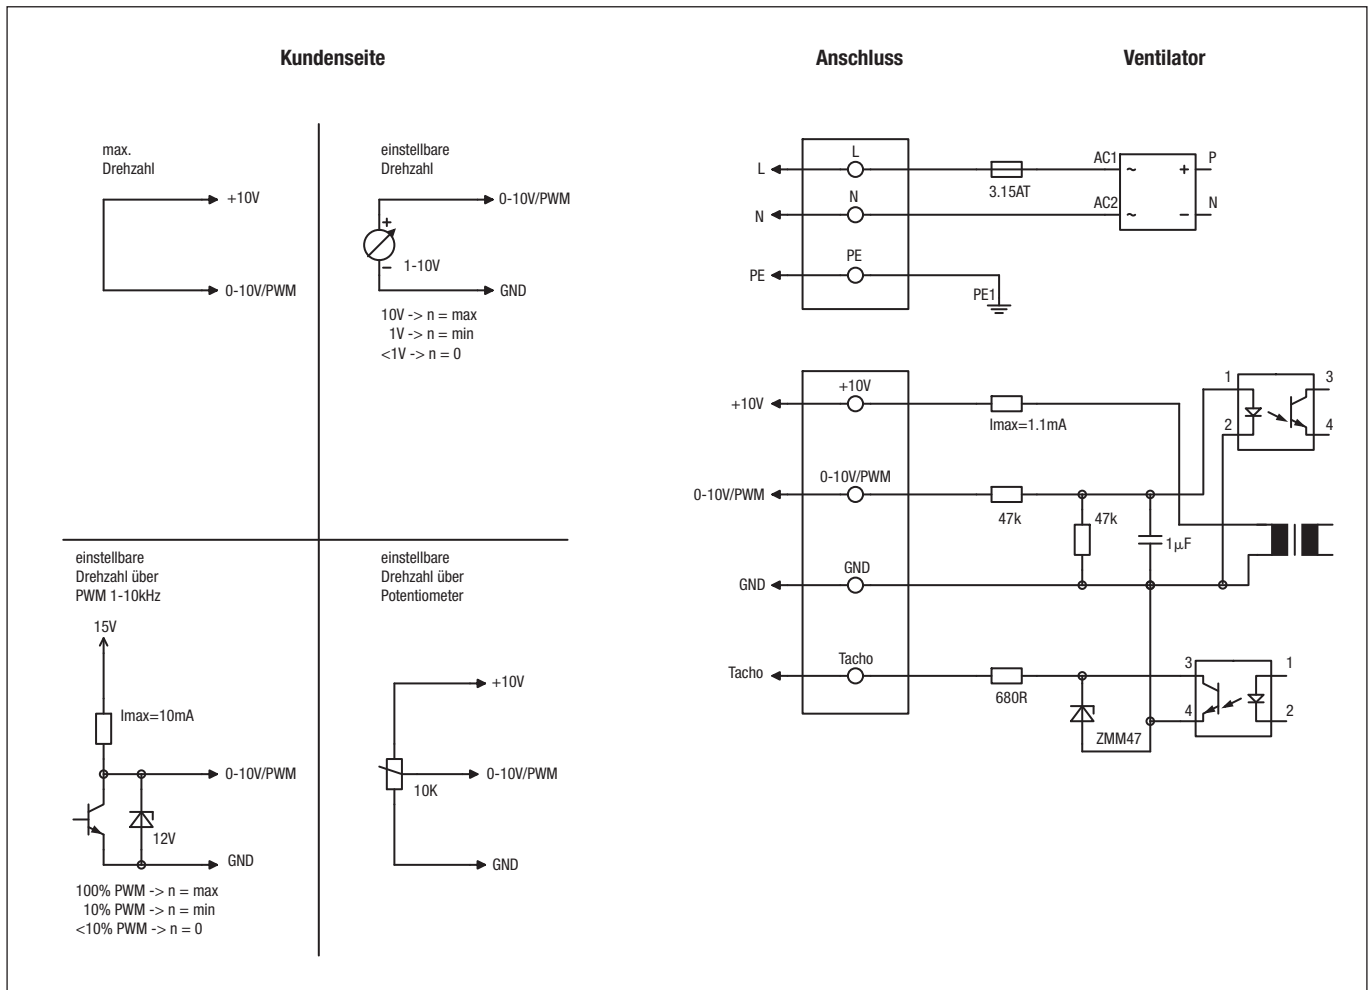 Kundenseite
Anschluss
Ventilator
max.
Drehzahl
+10V
0-10V/PWM
einstellbare
Drehzahl
0-10V/PWM
+
–
1-10V
GND
10V -> n = max
1V -> n = min
<1V -> n = 0
einstellbare
Drehzahl über
PWM 1-10kHz
15V
Imax=10mA
0-10V/PWM
12V
GND
100% PWM -> n = max
10% PWM -> n = min
<10% PWM -> n = 0
einstellbare
Drehzahl über
Potentiometer
+10V
0-10V/PWM
10K
GND
L
L
3.15AT
AC1
~
+
P
N
N
AC2
~
–
N
PE
PE
PE1
+10V
+10V
Imax=1.1mA
1
2
3
4
0-10V/PWM
0-10V/PWM
47k
47k
1µF
GND
GND
Tacho
Tacho
680R
ZMM47
3
4
1
2